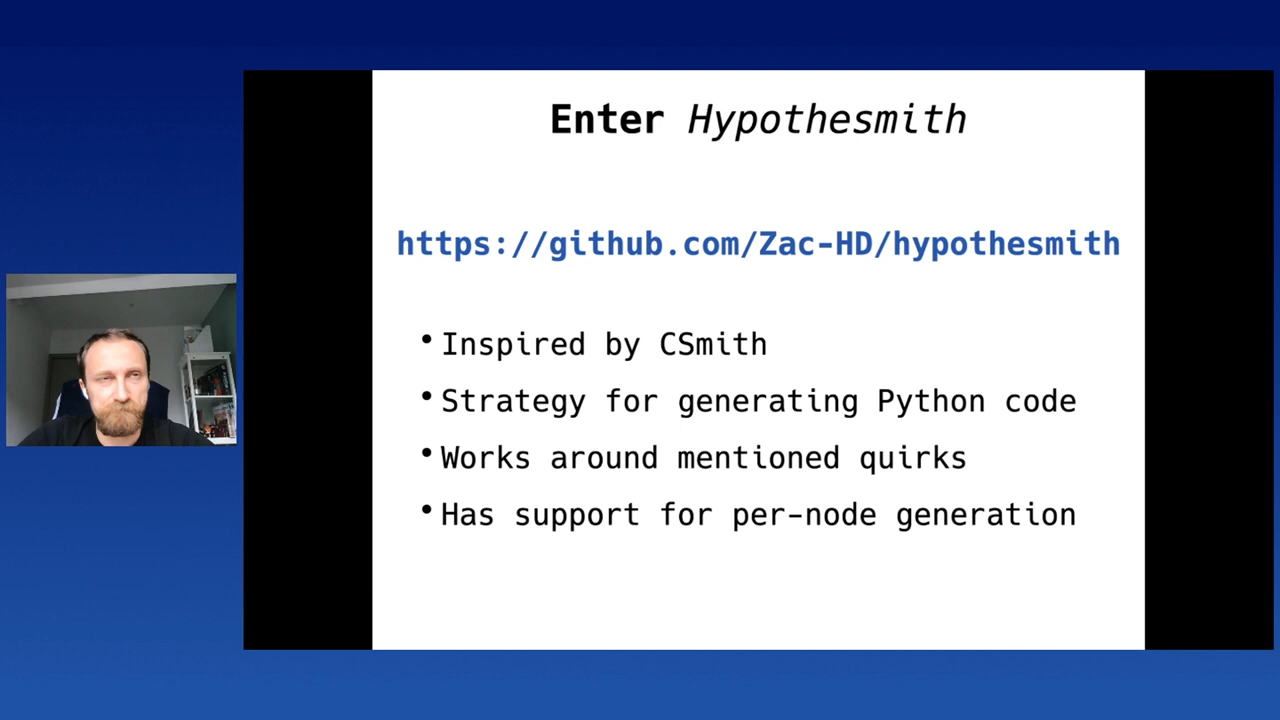 Enter Hypothesmith
https://github.com/Zac-HD/hypothesmith
• Inspired by CSmith
• Strategy for generating Python code
• Works around mentioned quirks
• Has support for per-node generation